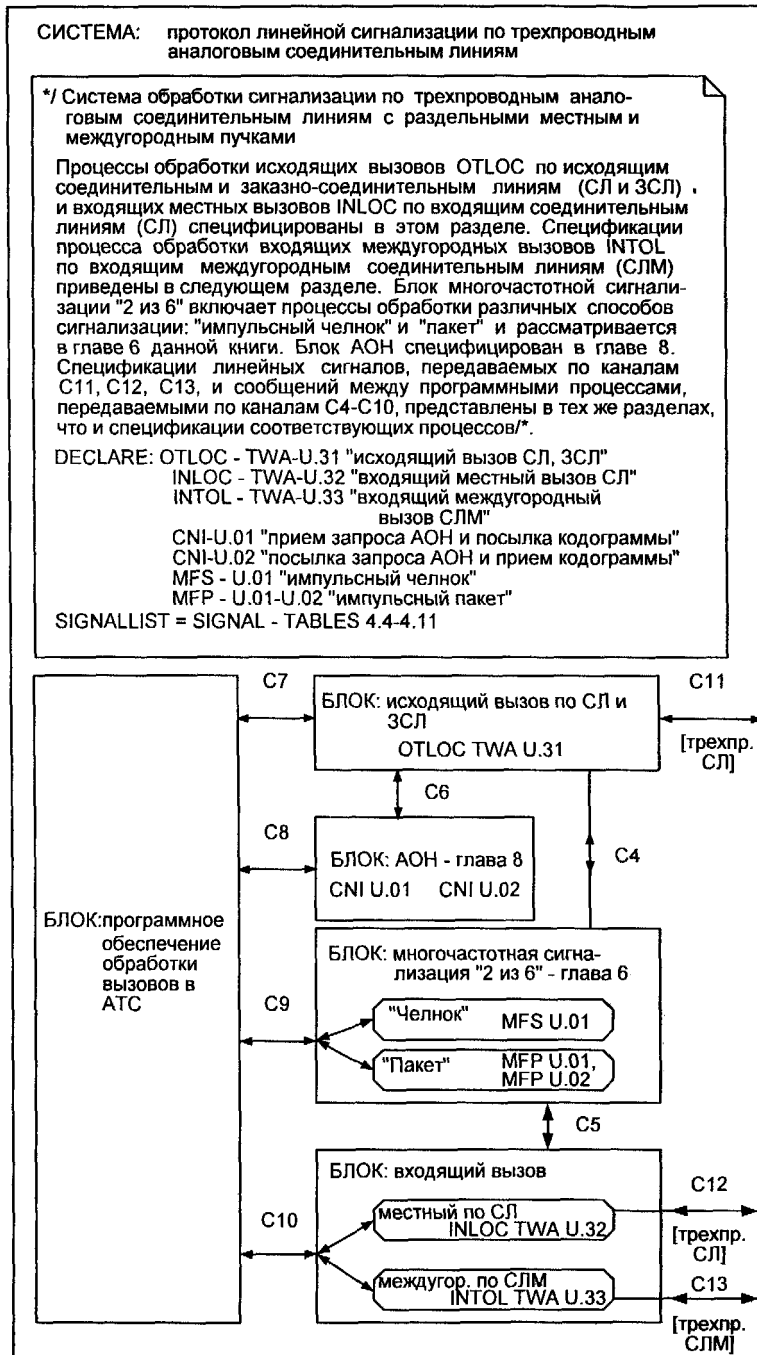 СИСТЕМА: протокол линейной сигнализации по трехпроводным
аналоговым соединительным линиям
*/ Система обработки сигнализации по трехпроводным анало-
говым соединительным линиям с раздельными местным и
междугородным пучками
Процессы обработки исходящих вызовов OTLOC по исходящим
соединительным и заказно-соединительным линиям (СЛ и ЗСЛ) .
и входящих местных вызовов INLOC по входящим соединительным
линиям (СЛ) специфицированы в этом разделе. Спецификации
процесса обработки входящих междугородных вызовов INTOL
по входящим междугородным соединительным линиям (СЛМ)
приведены в следующем разделе. Блок многочастотной сигнали-
зации "2 из 6" включает процессы обработки различных способов
сигнализации: "импульсный челнок" и "пакет" и рассматривается
в главе 6 данной книги. Блок АОН специфицирован в главе 8.
Спецификации линейных сигналов, передаваемых по каналам
С11, С12, С13, и сообщений между программными процессами,
передаваемыми по каналам С4-С10, представлены в тех же разделах,
что и спецификации соответствующих процессов/*.
DECLARE: OTLOC - TWA-U.31 "исходящий вызов СЛ, ЗСЛ"
INLOC - TWA-U.32 "входящий местный вызов СЛ"
INTOL - TWA-U.33 "входящий междугородный
вызов СЛМ"
CNI-U.01 "прием запроса АОН и посылка кодограммы"
CNI-U.02 "посылка запроса АОН и прием кодограммы"
MFS - U.01 "импульсный челнок"
MFP - U.01-U.02 "импульсный пакет"
SIGNALLIST = SIGNAL - TABLES 4.4-4.11
C7
БЛОК: исходящий вызов по СЛ и
ЗСЛ
OTLOC TWA U.31
C11
[трехпр.
СЛ]
C6
C8
БЛОК: АОН - глава 8
CNI U.01 CNI U.02
C4
БЛОК:программное
обеспечение
обработки
вызовов в
АТС
C9
БЛОК: многочастотная сигна-
лизация "2 из 6" - глава 6
"Челнок" MFS U.01
"Пакет" MFP U.01,
MFP U.02
C5
C10
БЛОК: входящий вызов
местный по СЛ
INLOC TWA U.32
C12
[трехпр.
СЛ]
междугор. по СЛМ
INTOL TWA U.33
C13
[трехпр.
СЛМ]